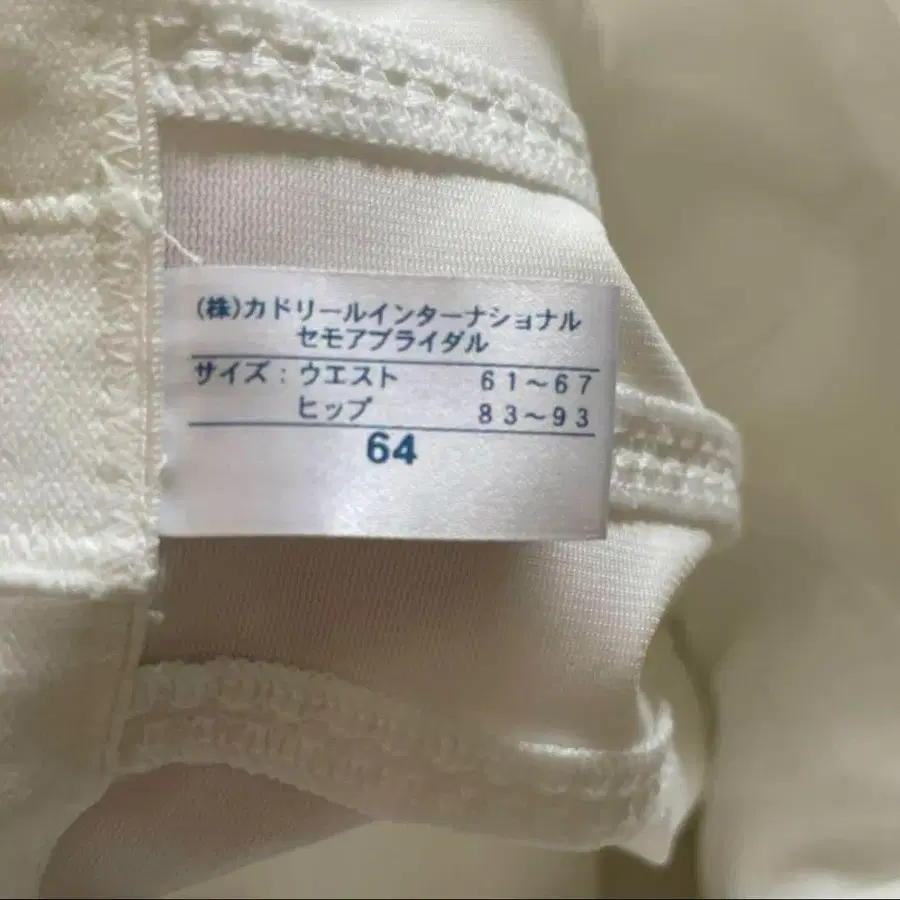 (株)カドリールインターナショナル
セモアブライダル
サイズ：ウエスト 61～67
ヒップ 83～93
64